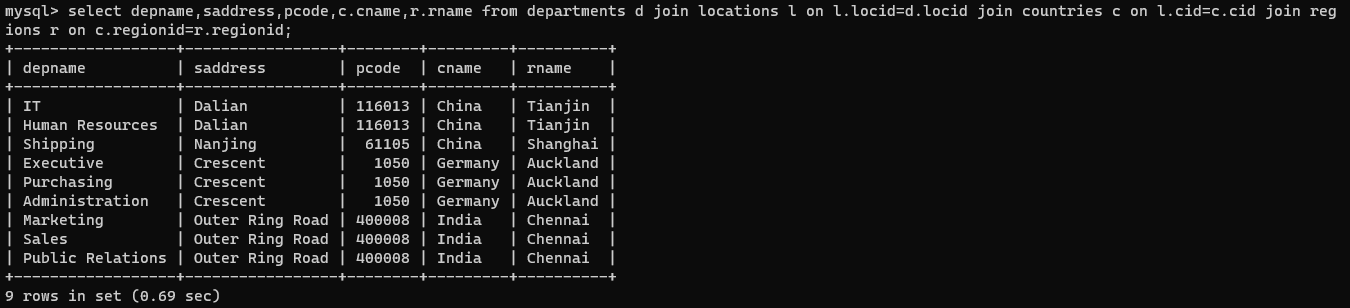 mysql> select depname,saddress,pcode,c.cname,r.rname from departments d join locations l on l.locid=d.locid join countries c on l.cid=c.cid join reg
ions r on c.regionid=r.regionid;
+------------------+-----------------+--------+---------+----------+
| depname          | saddress        | pcode  | cname   | rname    |
+------------------+-----------------+--------+---------+----------+
| IT               | Dalian          | 116013 | China   | Tianjin  |
| Human Resources  | Dalian          | 116013 | China   | Tianjin  |
| Shipping         | Nanjing         |  61105 | China   | Shanghai |
| Executive        | Crescent        |   1050 | Germany | Auckland |
| Purchasing       | Crescent        |   1050 | Germany | Auckland |
| Administration   | Crescent        |   1050 | Germany | Auckland |
| Marketing        | Outer Ring Road | 400008 | India   | Chennai  |
| Sales            | Outer Ring Road | 400008 | India   | Chennai  |
| Public Relations | Outer Ring Road | 400008 | India   | Chennai  |
+------------------+-----------------+--------+---------+----------+
9 rows in set (0.69 sec)